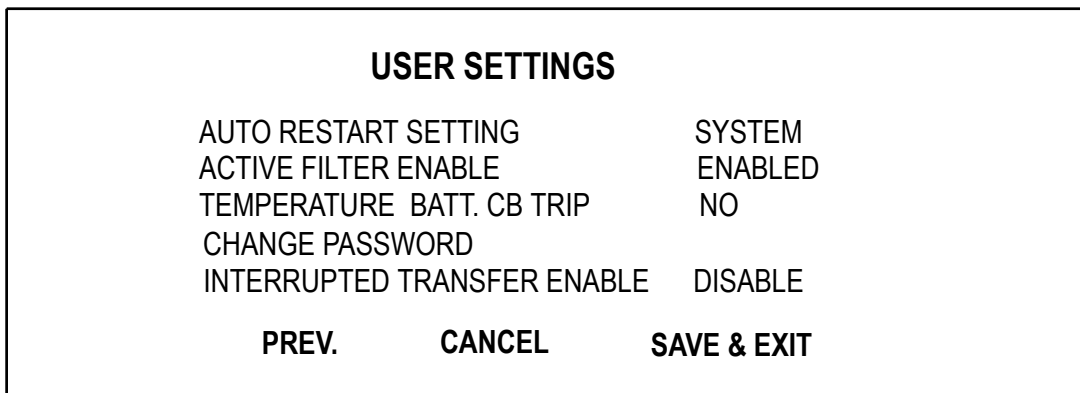 USER SETTINGS
AUTO RESTART SETTING SYSTEM
ACTIVE FILTER ENABLE ENABLED
TEMPERATURE BATT. CB TRIP NO
CHANGE PASSWORD
INTERRUPTED TRANSFER ENABLE DISABLE
PREV. CANCEL SAVE & EXIT